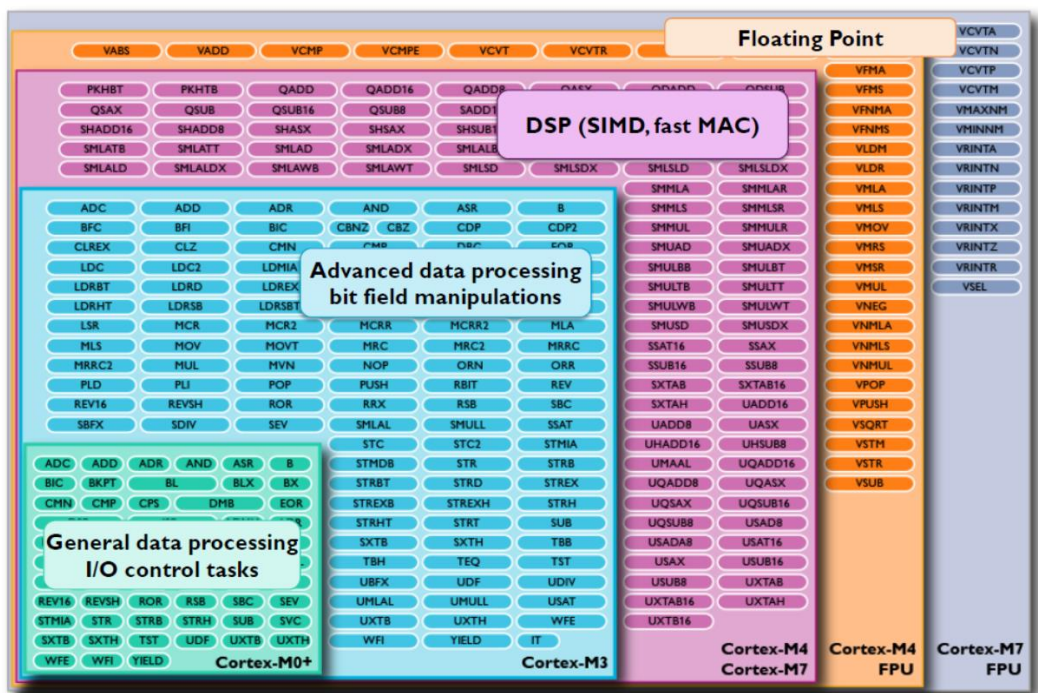 VCVTA
VABS VADD VCMP VCMPE VCVT VCVTR Floating Point VCVTN
VFMA VCVTP
PKHBT PKHTB QADD QADD16 QADD8 VFMS VCVTM
QSAX QSUB QSUB16 QSUB8 VFNMA VMAXNM
DSP (SIMD, fast MAC)
SHADD16 SHADD8 SHASX SHSAX VFNMS VMINNM
SMLATB SMLATT SMLAD SMLADX VLDM VRINTA
SMLALD SMLALDX SMLAWB SMLAWT SMLSD SMLSDX SMLSLD SMLSLDX VLDR VRINTN
SMMLA SMMLAR VMLA VRINTP
ADC ADD ADR AND ASR B SMMLS SMMLSR VMLS VRINTM
BFC BFI BIC CBNZ CBZ CDP CDP2 SMMUL SMMULR VMOV VRINTX
CLREX CLZ CMN SMUAD SMUADX VMRS VRINTZ
LDC LDC2 LDMIA Advanced data processing SMULBB SMULBT VMSR VRINTR
LDRBT LDRD LDREX bit field manipulations SMULTB SMULTT VMUL VSEL
LDRHT LDRSB LDRSBT SMULWB SMULWT VNEG
LSR MCR MCR2 MCRR MCRR2 MLA SMUSD SMUSDX VNMLA
MLS MOV MOVT MRC MRC2 MRRC SSAT16 SSAX VNMLS
MRRC2 MUL MVN NOP ORN ORR SSUB16 SSUB8 VNMUL
PLD PLI POP PUSH RBIT REV SXTAB SXTAB16 VPOP
REV16 REVSH ROR RRX RSB SBC SXTAH UADD16 VPUSH
SBFX SDIV SEV SMLAL SMULL SSAT UADD8 UASX VSQRT
STC STC2 STMIA UHADD16 UHSUB8 VSTM
ADC ADD ADR AND ASR B STMDB STR STRB UMAAL UQADD16 VSTR
BIC BKPT BL BLX BX STRBT STRD STREX UQADD8 UQASX VSUB
CMN CMP CPS DMB EOR STREXB STREXH STRH UQSAX UQSUB16
STRHT STRT SUB UQSUB8 USAD8
General data processing SXTB SXTH TBB USADA8 USAT16
I/O control tasks TBH TEQ TST USAX USUB16
UBFX UDF UDIV USUB8 UXTAB
REV16 REVSH ROR RSB SBC SEV UMLAL UMULL USAT UXTAB16 UXTAH
STMIA STR STRB STRH SUB SVC UXTB UXTH WFE UXTB16
SXTB SXTH TST UDF UXTB UXTH WFI YIELD IT
WFE WFI YIELD Cortex-M0+ Cortex-M3
Cortex-M4 Cortex-M4 Cortex-M7
Cortex-M7 FPU FPU